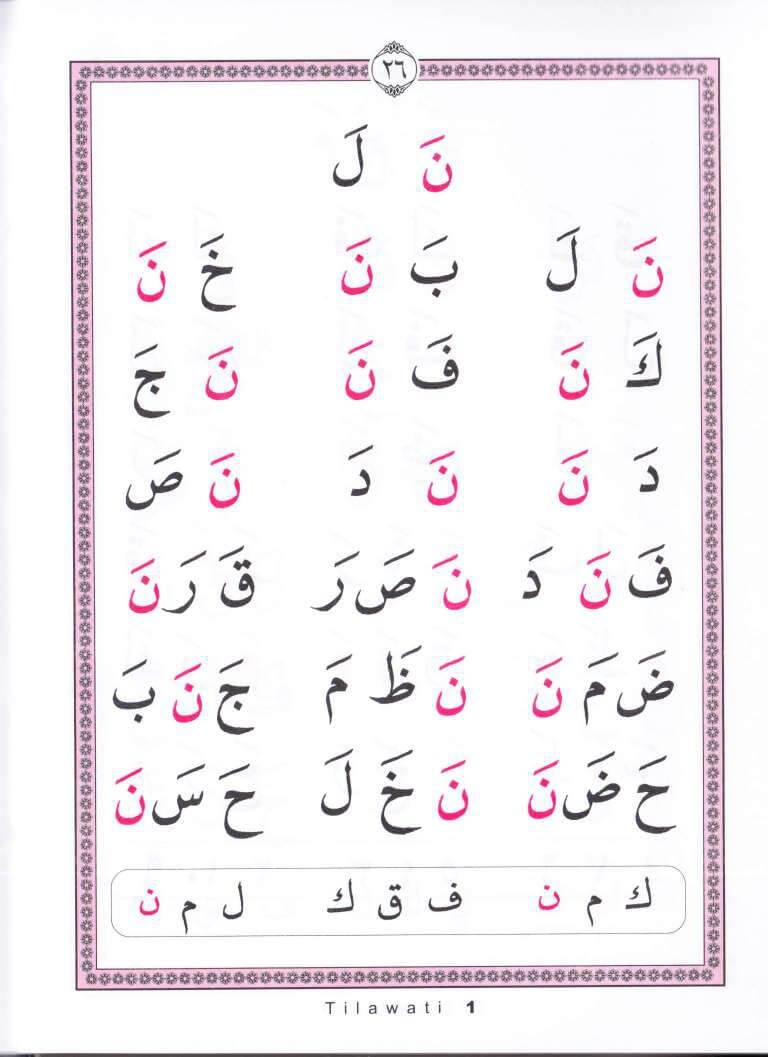 ٢٦
نَ لَ
نَ لَ بَ نَ خَ نَ
كَ نَ فَ نَ نَ جَ
دَ نَ نَ دَ نَ صَ
فَ نَ دَ نَ صَ رَ قَ رَ نَ
ضَ مَ نَ نَ ظَ مَ جَ نَ بَ
حَ ضَ نَ نَ خَ لَ حَ سَ نَ
ك م ن ف ق ك ل م ن
Tilawati 1